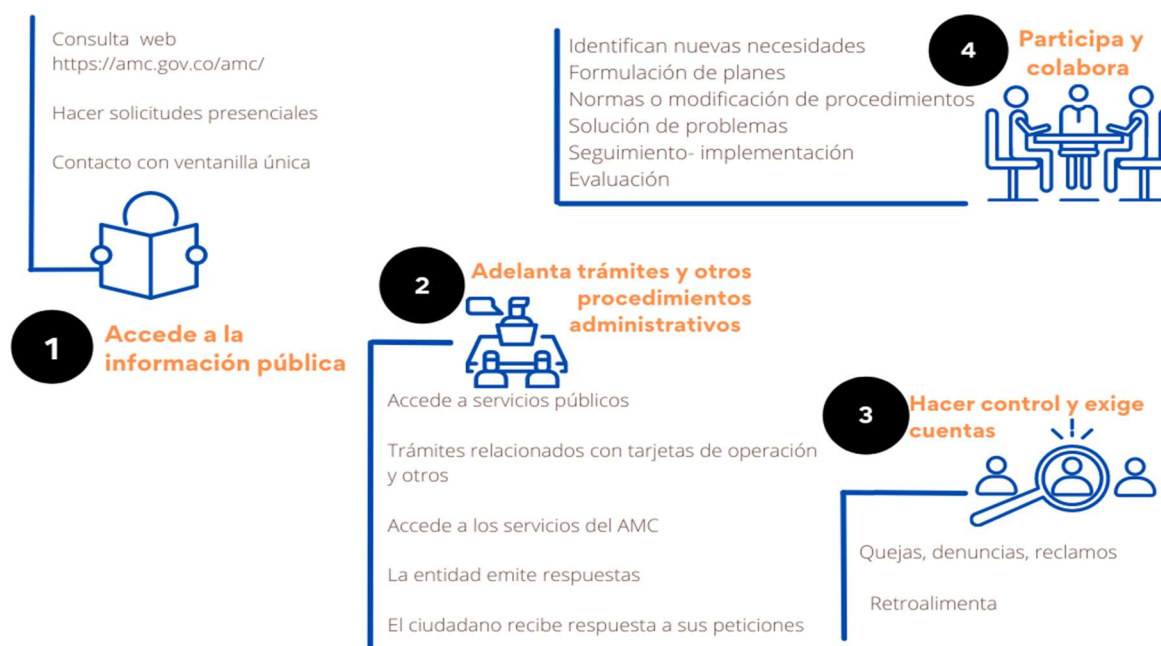 Consulta web
https://amc.gov.co/amc/
Hacer solicitudes presenciales
Contacto con ventanilla única
1
Accede a la
información pública
2
Adelanta trámites y otros
procedimientos
administrativos
Accede a servicios públicos
Trámites relacionados con tarjetas de operación
y otros
Accede a los servicios del AMC
La entidad emite respuestas
El ciudadano recibe respuesta a sus peticiones
3
Hacer control y exige
cuentas
Quejas, denuncias, reclamos
Retroalimenta
4
Participa y
colabora
Identifican nuevas necesidades
Formulación de planes
Normas o modificación de procedimientos
Solución de problemas
Seguimiento- implementación
Evaluación